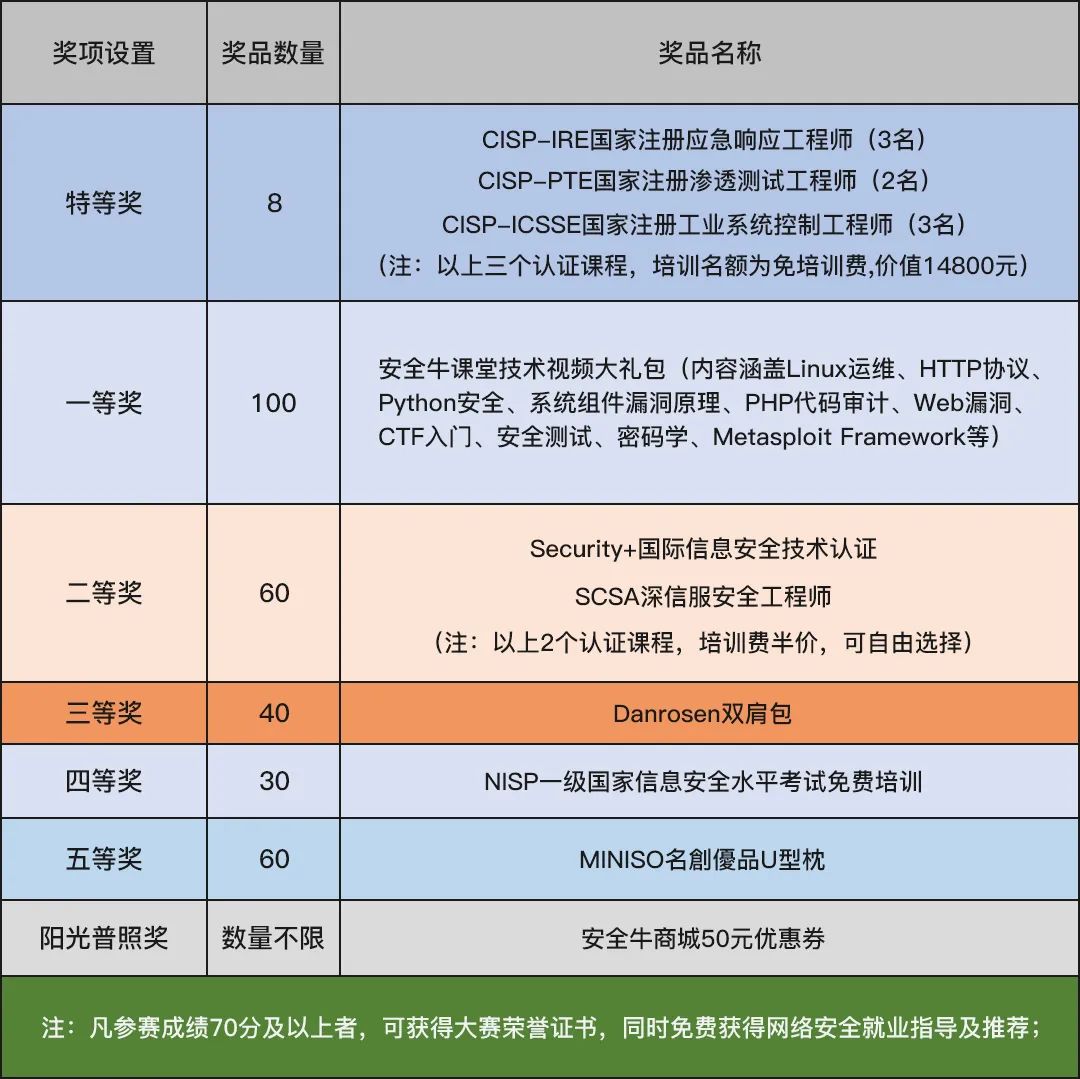 奖项设置 奖品数量 奖品名称
特等奖 8
CISP-IRE国家注册应急响应工程师（3名）
CISP-PTE国家注册渗透测试工程师（2名）
CISP-ICSSE国家注册工业系统控制工程师（3名）
（注：以上三个认证课程，培训名额为免培训费,价值14800元）
一等奖 100
安全牛课堂技术视频大礼包（内容涵盖Linux运维、HTTP协议、
Python安全、系统组件漏洞原理、PHP代码审计、Web漏洞、
CTF入门、安全测试、密码学、Metasploit Framework等）
二等奖 60
Security+国际信息安全技术认证
SCSA深信服安全工程师
（注：以上2个认证课程，培训费半价，可自由选择）
三等奖 40 Danrosen双肩包
四等奖 30 NISP一级国家信息安全水平考试免费培训
五等奖 60 MINISO名創優品U型枕
阳光普照奖 数量不限 安全牛商城50元优惠券
注：凡参赛成绩70分及以上者，可获得大赛荣誉证书，同时免费获得网络安全就业指导及推荐；